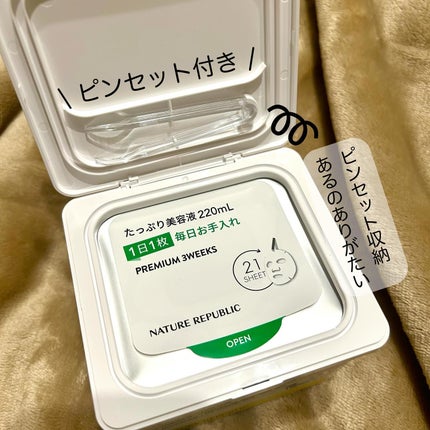 \ ピンセット付き /
ピンセット収納
あるのありがたい
たっぷり美容液 220mL
1日1枚 毎日お手入れ
PREMIUM 3WEEKS
21
SHEET
NATURE REPUBLIC
OPEN